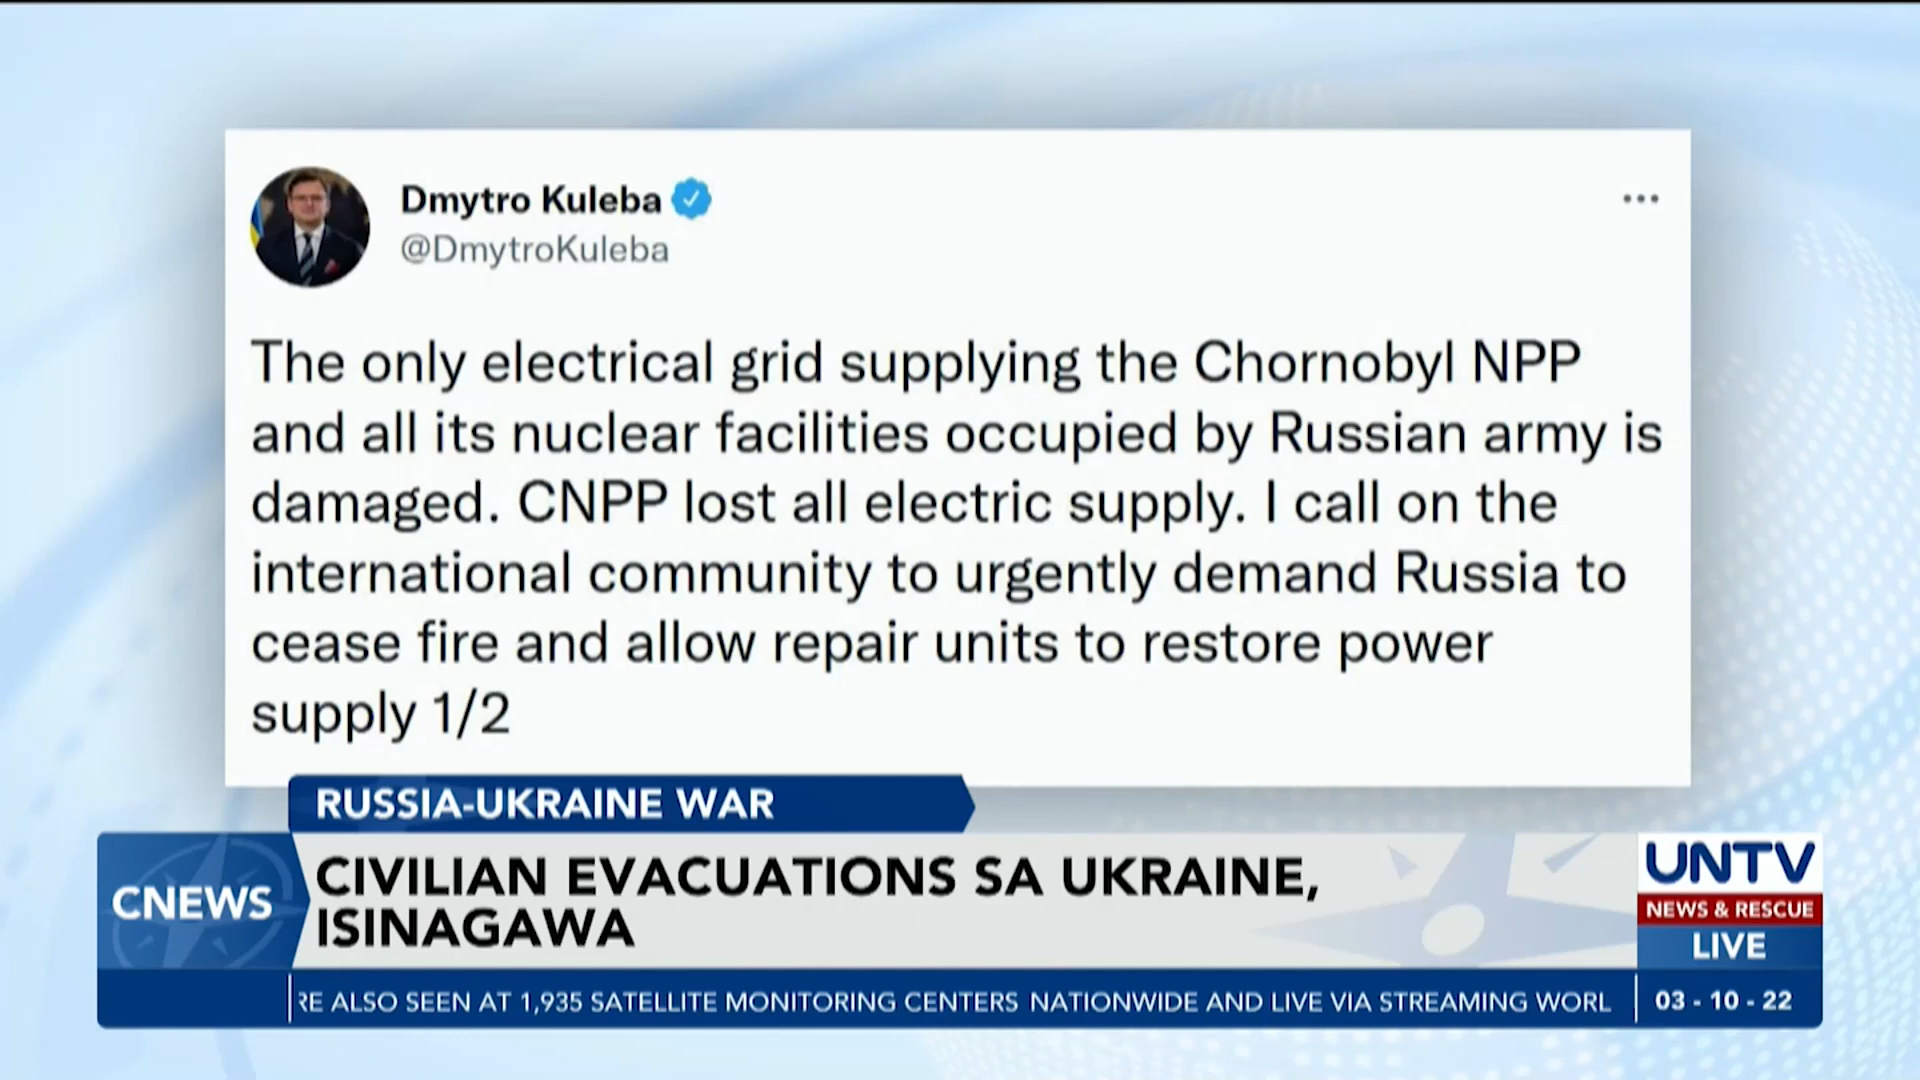 Dmytro Kuleba
@DmytroKuleba
The only electrical grid supplying the Chornobyl NPP
and all its nuclear facilities occupied by Russian army is
damaged. CNPP lost all electric supply. I call on the
international community to urgently demand Russia to
cease fire and allow repair units to restore power
supply 1/2
RUSSIA-UKRAINE WAR
CNEWS
CIVILIAN EVACUATIONS SA UKRAINE,
ISINAGAWA
UNTV
NEWS & RESCUE
LIVE
RE ALSO SEEN AT 1,935 SATELLITE MONITORING CENTERS NATIONWIDE AND LIVE VIA STREAMING WORL
03 - 10 - 22